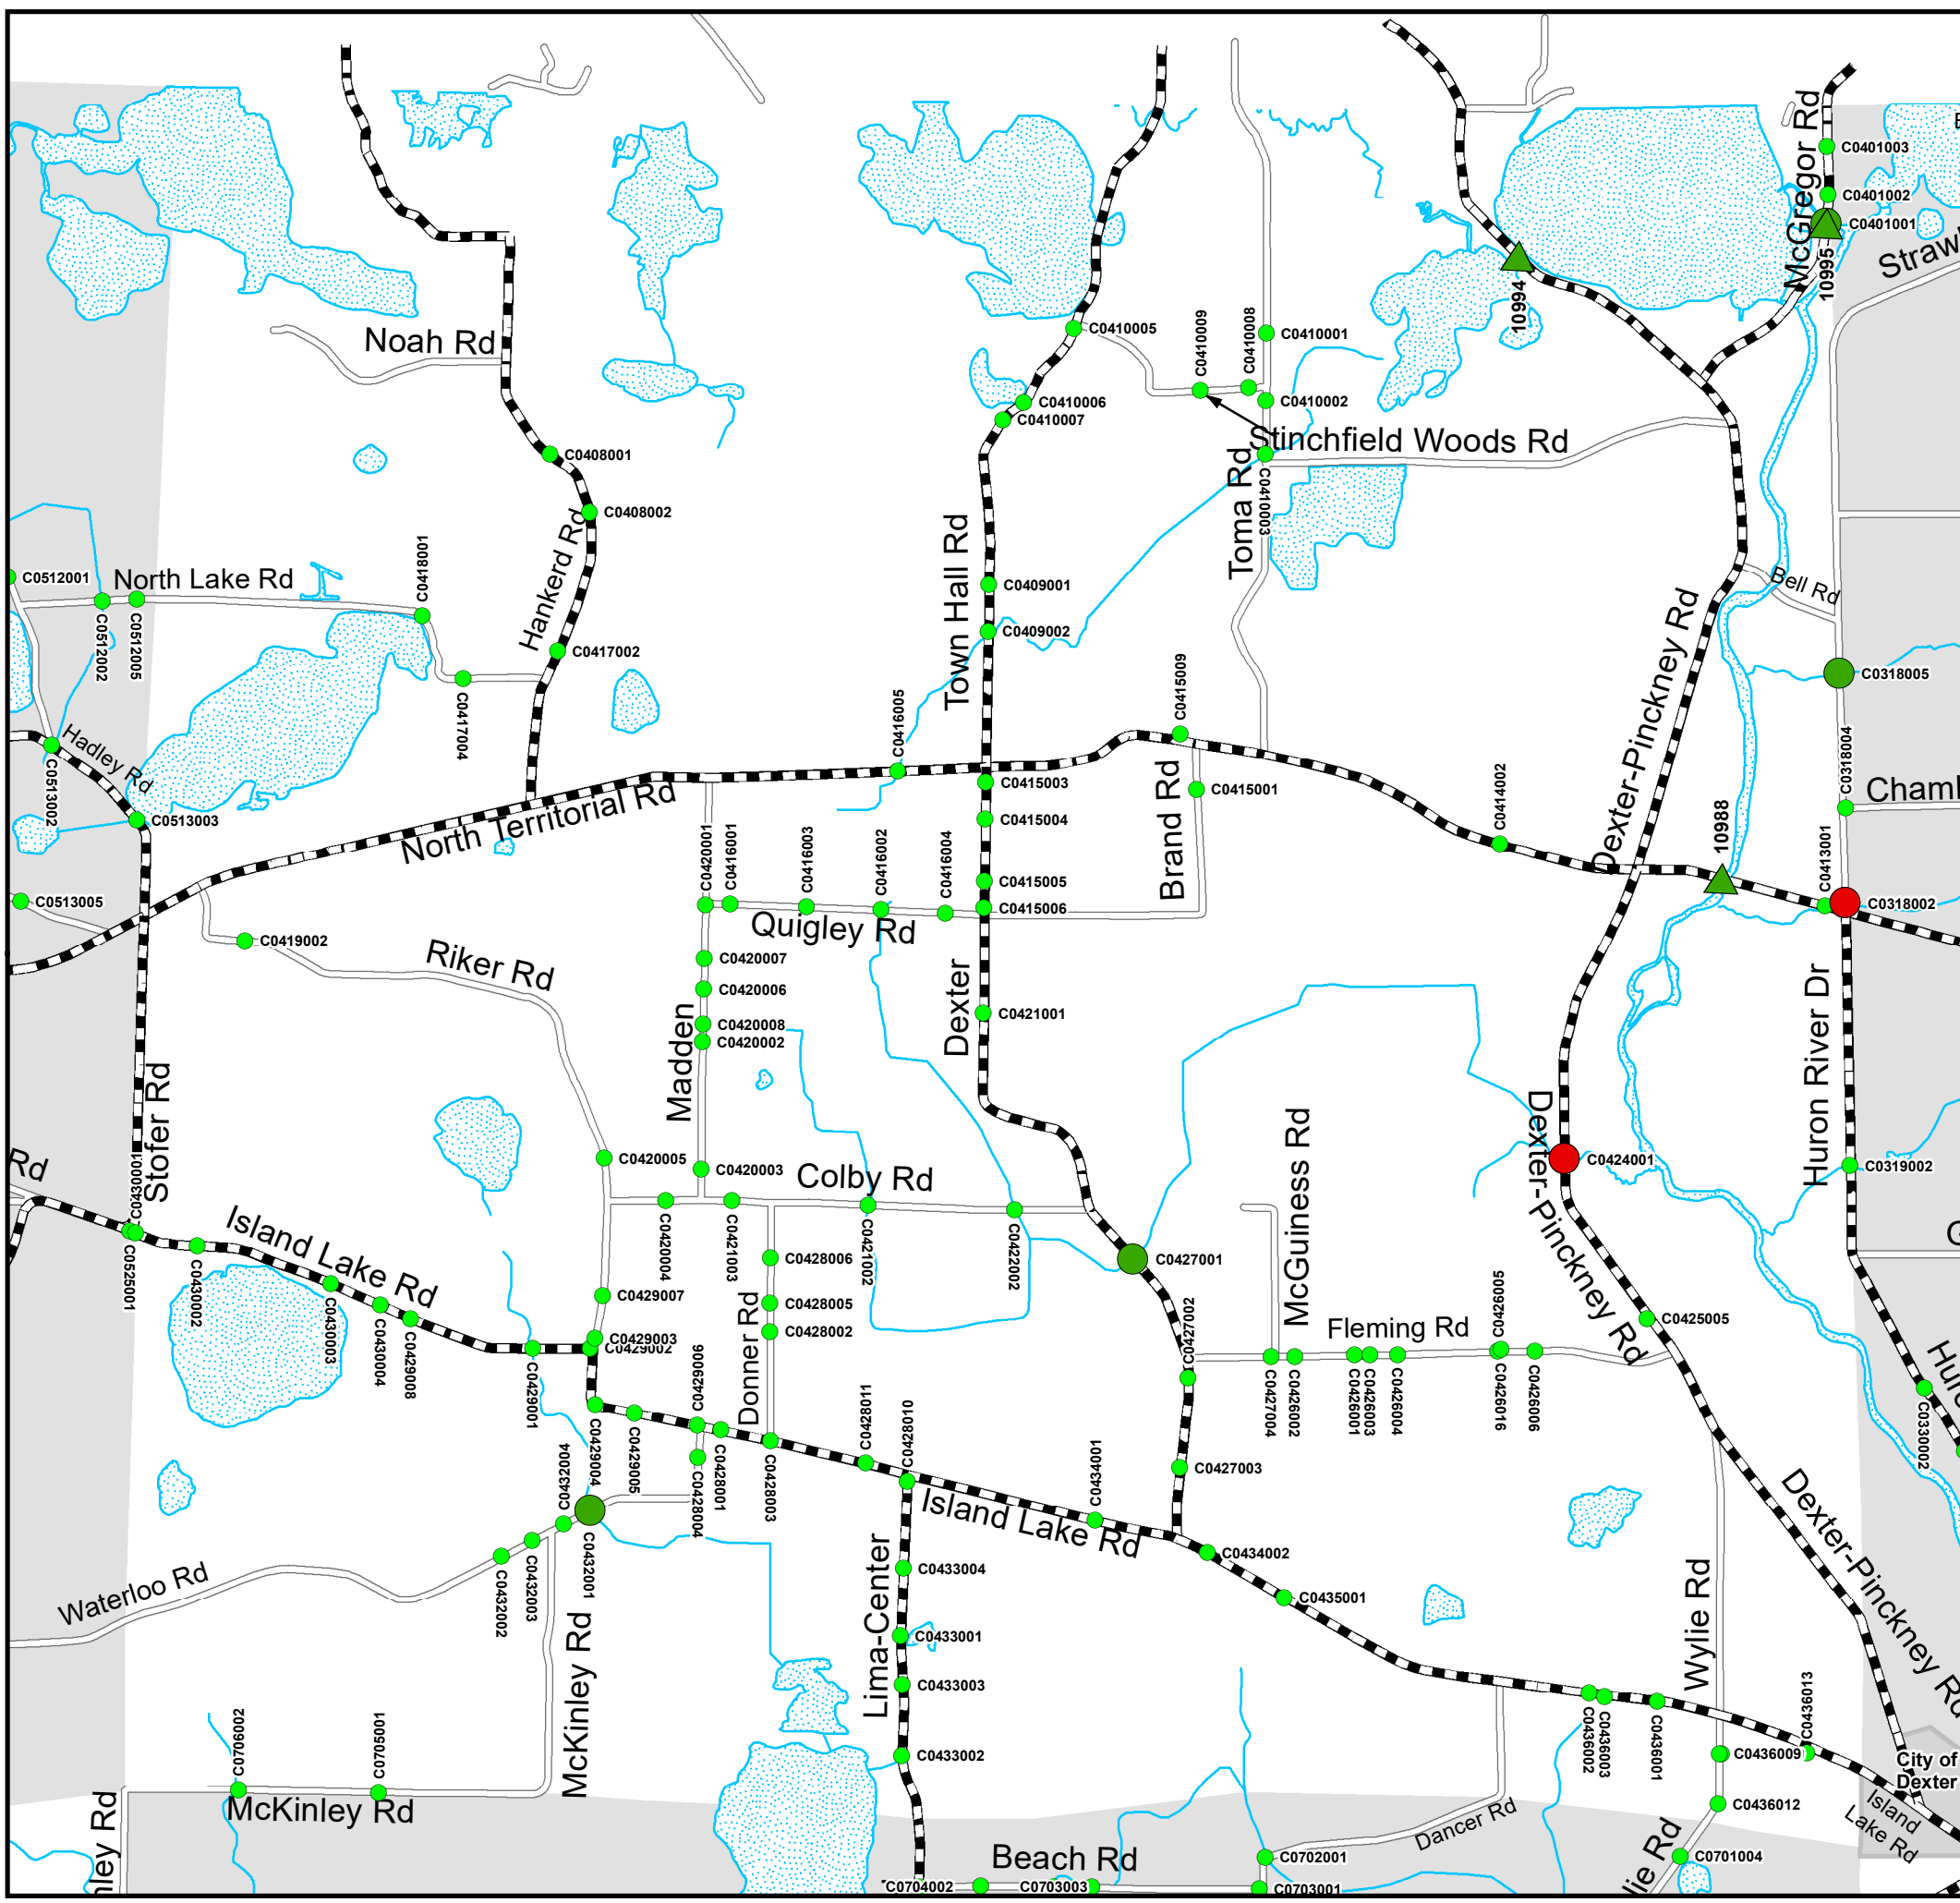 McGregor Rd
C0401003
C0401002
C0401001
10995
10994
Straw
Noah Rd
C0410005
C0410009
C0410008
C0410001
C0410006
C0410007
C0410002
Stinchfield Woods Rd
C0410003
Toma Rd
C0408001
C0408002
Hankerd Rd
Town Hall Rd
C0409001
C0409002
C0512001
North Lake Rd
C0418001
C0512002
C0512005
C0417002
C0417004
Bell Rd
Dexter-Pinckney Rd
C0318005
C0318004
Hadley Rd
C0513002
C0513003
C0416005
C0415009
C0415003
C0415001
C0415004
Brand Rd
C0414002
10988
Chaml
North Territorial Rd
C0420001
C0416001
C0416003
C0416002
C0416004
C0415005
C0415006
Quigley Rd
C0413001
C0318002
C0513005
C0419002
Riker Rd
C0420007
C0420006
C0420008
C0420002
Madden
Dexter
C0421001
Huron River Dr
Stofer Rd
Rd
C0430001
C0525001
C0420005
C0420003
Colby Rd
C0420004
C0421003
C0421002
C0422002
C0427001
McGuiness Rd
Dexter-Pinckney Rd
C0424001
C0319002
Island Lake Rd
C0430002
C0430003
C0430004
C0429008
C0429007
C0429003
C0429002
C0429001
C0428006
C0428005
C0428002
Donner Rd
C0427002
Fleming Rd
C0427004
C0426002
C0426001
C0426003
C0426004
C0426005
C0426016
C0426006
C0425005
C0330002
C0429004
C0429005
C0429006
C0428001
C0428004
C0428003
C0428011
C0428010
C0434001
C0427003
Island Lake Rd
C0434002
C0435001
C0432004
C0432001
C0432003
C0432002
Waterloo Rd
McKinley Rd
Lima-Center
C0433004
C0433001
C0433003
C0433002
Dexter-Pinckney Rd
Wylie Rd
C0436002
C0436003
C0436001
C0436009
C0436013
C0436012
City of
Dexter
Island
Lake Rd
C0706002
C0705001
McKinley Rd
nley Rd
Dancer Rd
lie Rd
C0701004
Beach Rd
C0702001
C0704002
C0703003
C0703001